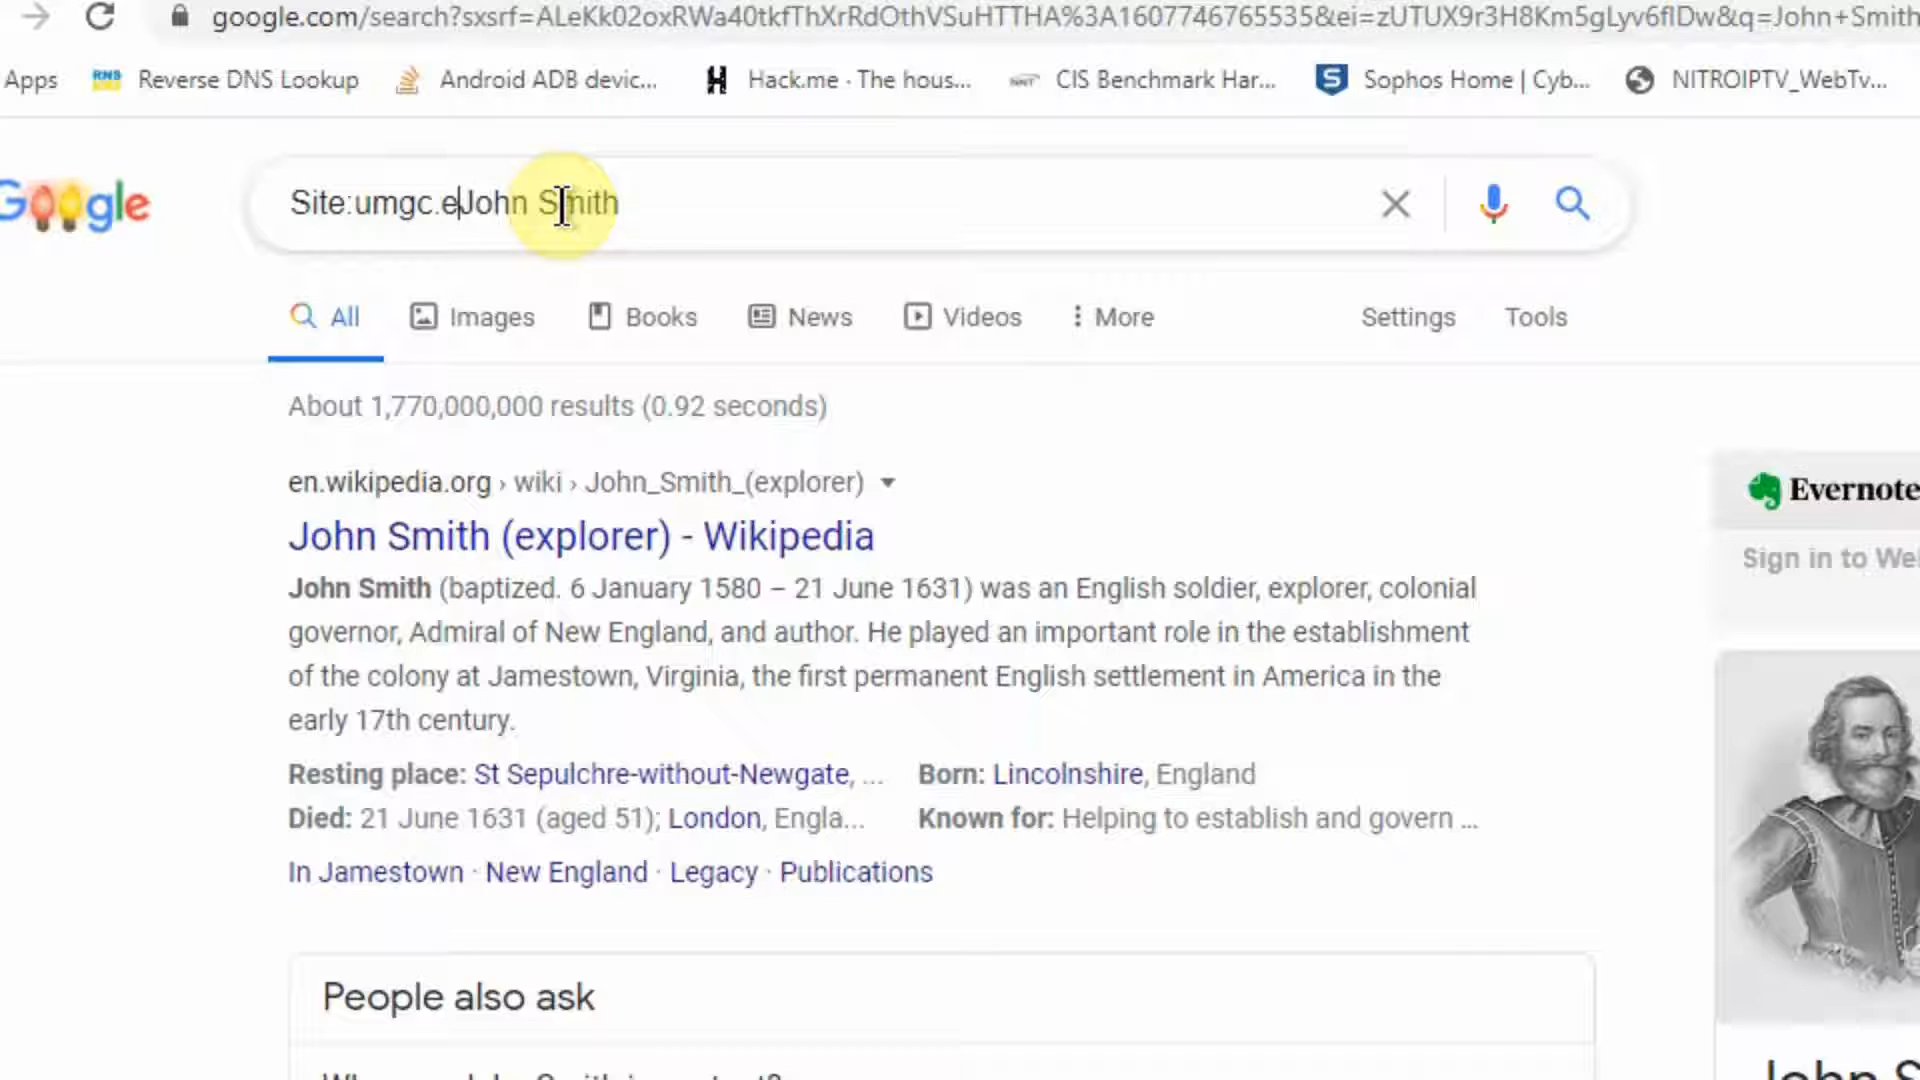 google.com/search?sxsrf=ALeKk02oxRWa40tkfThXrRdOthVSuHTTHA%3A1607746765535&ei=zUTUX9r3H8Km5gLyv6flDw&q=John+Smith
Apps
RNS
Reverse DNS Lookup
Android ADB devic...
Hack.me · The hous...
NNT
CIS Benchmark Har...
S
Sophos Home | Cyb...
NITROIPTV_WebTv...
Google
Site:umgc.eJohn Smith
All
Images
Books
News
Videos
More
Settings
Tools
About 1,770,000,000 results (0.92 seconds)
en.wikipedia.org › wiki › John_Smith_(explorer)
John Smith (explorer) - Wikipedia
John Smith (baptized. 6 January 1580 – 21 June 1631) was an English soldier, explorer, colonial
governor, Admiral of New England, and author. He played an important role in the establishment
of the colony at Jamestown, Virginia, the first permanent English settlement in America in the
early 17th century.
Resting place: St Sepulchre-without-Newgate, ...
Born: Lincolnshire, England
Died: 21 June 1631 (aged 51); London, Engla...
Known for: Helping to establish and govern ...
In Jamestown · New England · Legacy · Publications
Evernote
Sign in to We
People also ask
John S